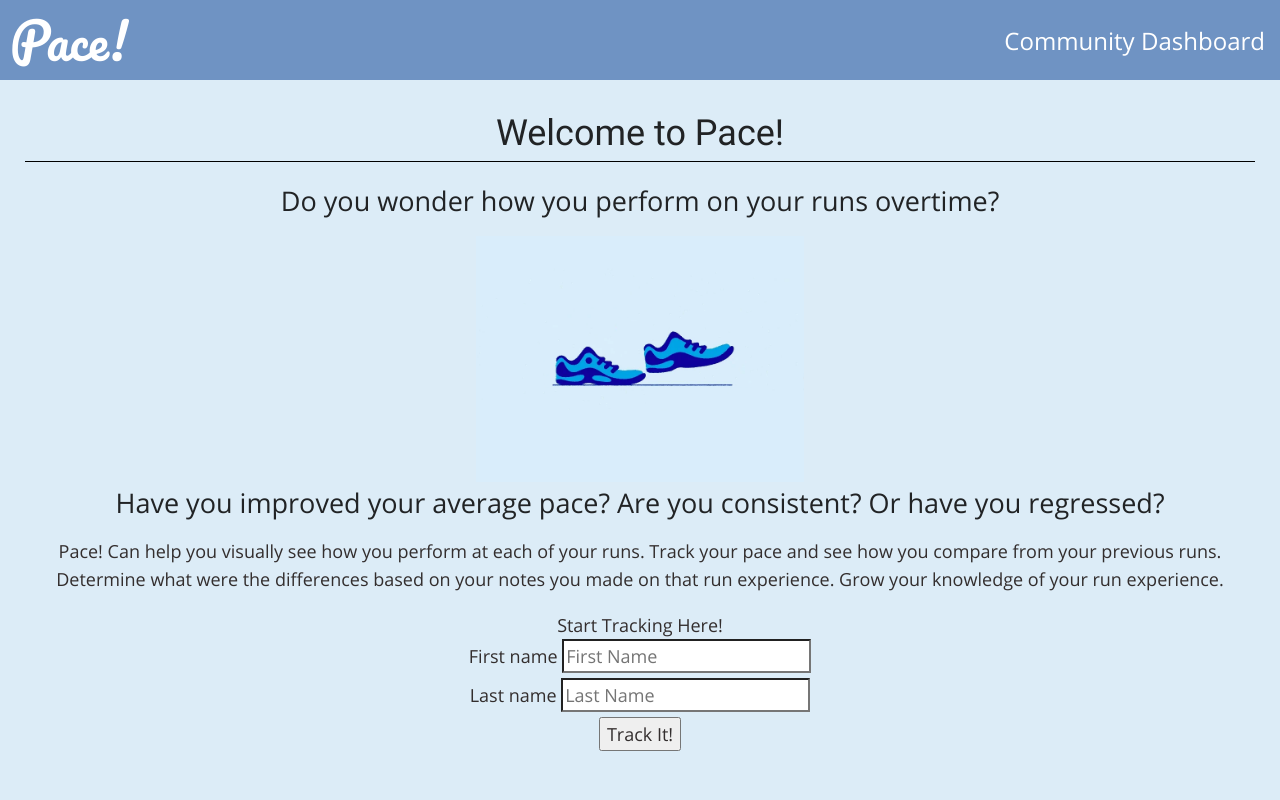 Pace!
Community Dashboard
Welcome to Pace!
Do you wonder how you perform on your runs overtime?
Have you improved your average pace? Are you consistent? Or have you regressed?
Pace! Can help you visually see how you perform at each of your runs. Track your pace and see how you compare from your previous runs.
Determine what were the differences based on your notes you made on that run experience. Grow your knowledge of your run experience.
Start Tracking Here!
First name First Name
Last name Last Name
Track It!